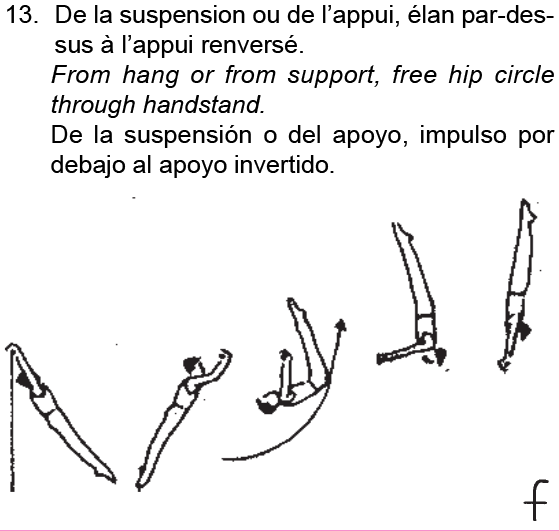 13. De la suspension ou de l'appui, élan par-des-
sus à l'appui renversé.
From hang or from support, free hip circle
through handstand.
De la suspensión o del apoyo, impulso por
debajo al apoyo invertido.
f